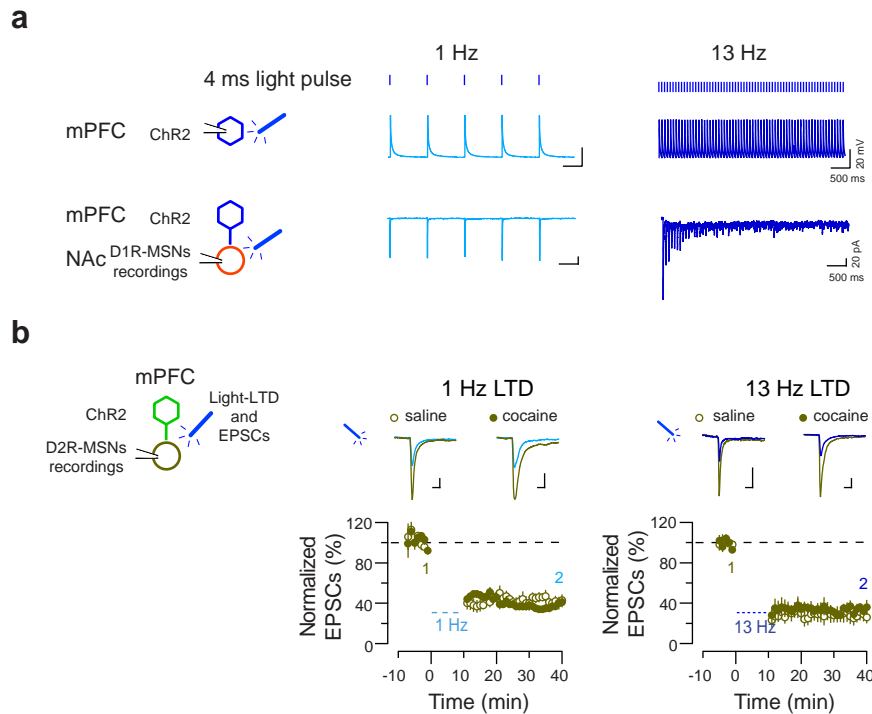 a
1 Hz
13 Hz
4 ms light pulse
mPFC
ChR2
20 mV
500 ms
mPFC
ChR2
NAc
D1R-MSNs
recordings
20 pA
500 ms
b
mPFC
ChR2
Light-LTD
and
EPSCs
D2R-MSNs
recordings
1 Hz LTD
saline
cocaine
Normalized
EPSCs (%)
120
80
40
0
1
2
1 Hz
-10
0
10
20
30
40
Time (min)
13 Hz LTD
saline
cocaine
Normalized
EPSCs (%)
120
80
40
0
1
2
13 Hz
-10
0
10
20
30
40
Time (min)